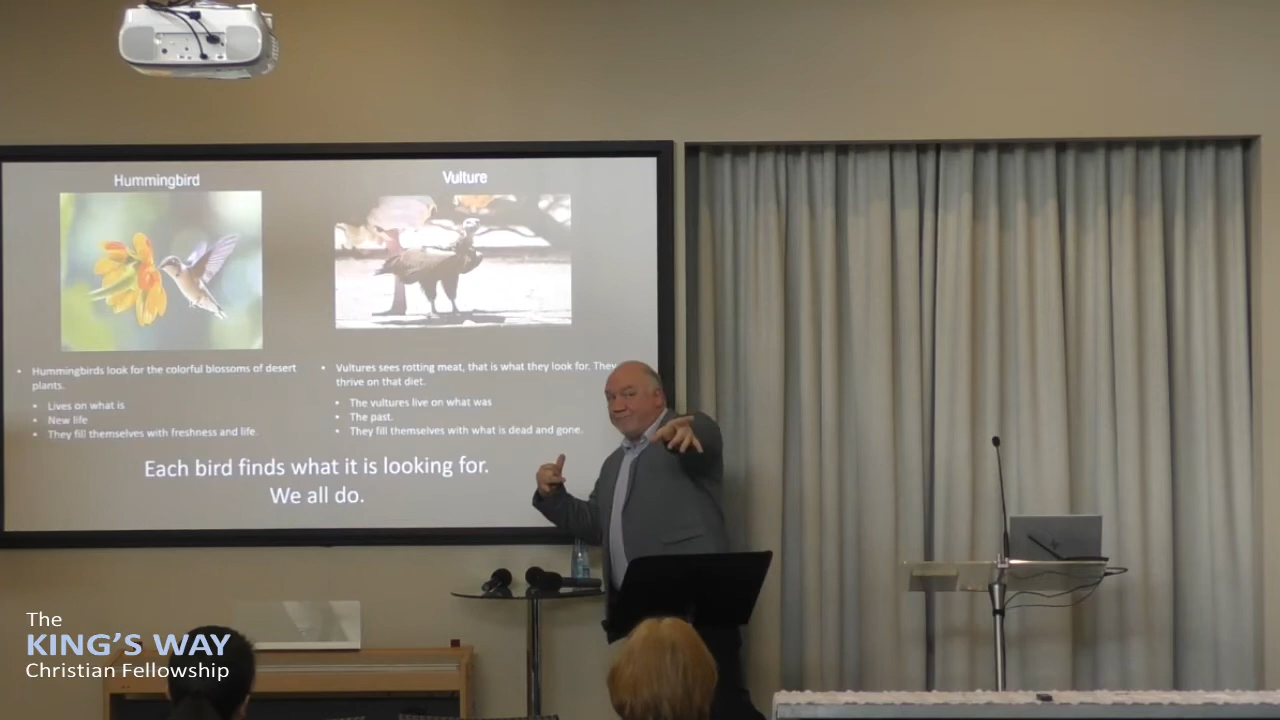 Hummingbird
Vulture
• Hummingbirds look for the colorful blossoms of desert
plants.
• Lives on what is
• New life
• They fill themselves with freshness and life.
• Vultures sees rotting meat, that is what they look for. They
thrive on that diet.
• The vultures live on what was
• The past.
• They fill themselves with what is dead and gone.
Each bird finds what it is looking for.
We all do.
The
KING'S WAY
Christian Fellowship